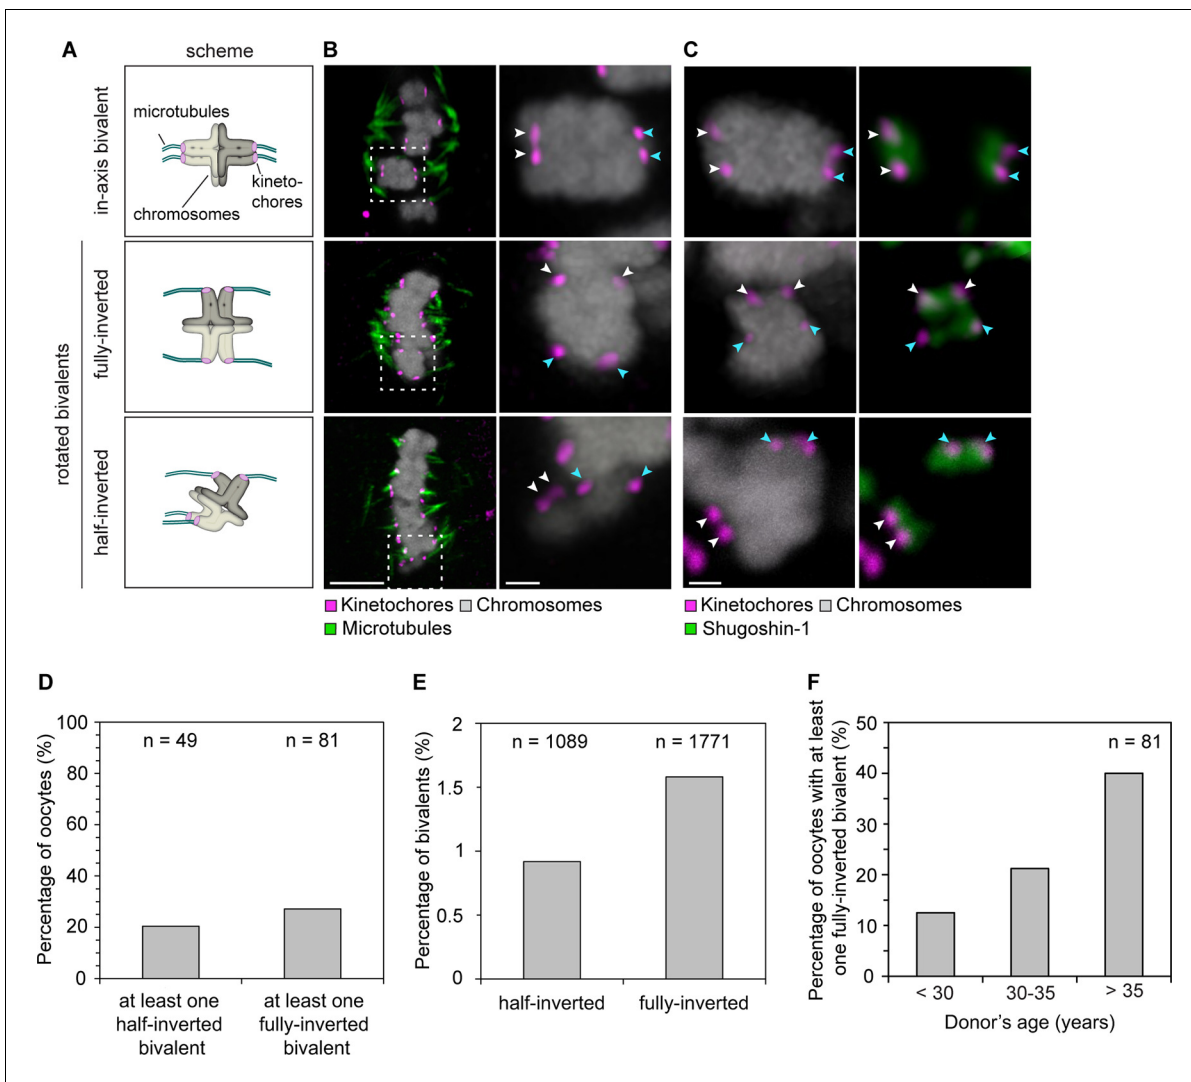 A
scheme
B
C
in-axis bivalent
microtubules
kineto-
chores
chromosomes
rotated bivalents
fully-inverted
half-inverted
Kinetochores Chromosomes
Microtubules
Kinetochores Chromosomes
Shugoshin-1
D
Percentage of oocytes (%)
100
80
60
40
20
0
n = 49
n = 81
at least one
half-inverted
bivalent
at least one
fully-inverted
bivalent
E
Percentage of bivalents (%)
2
1.5
1
0.5
0
n = 1089
n = 1771
half-inverted
fully-inverted
F
Percentage of oocytes with at least
one fully-inverted bivalent (%)
50
40
30
20
10
0
n = 81
< 30
30-35
> 35
Donor's age (years)